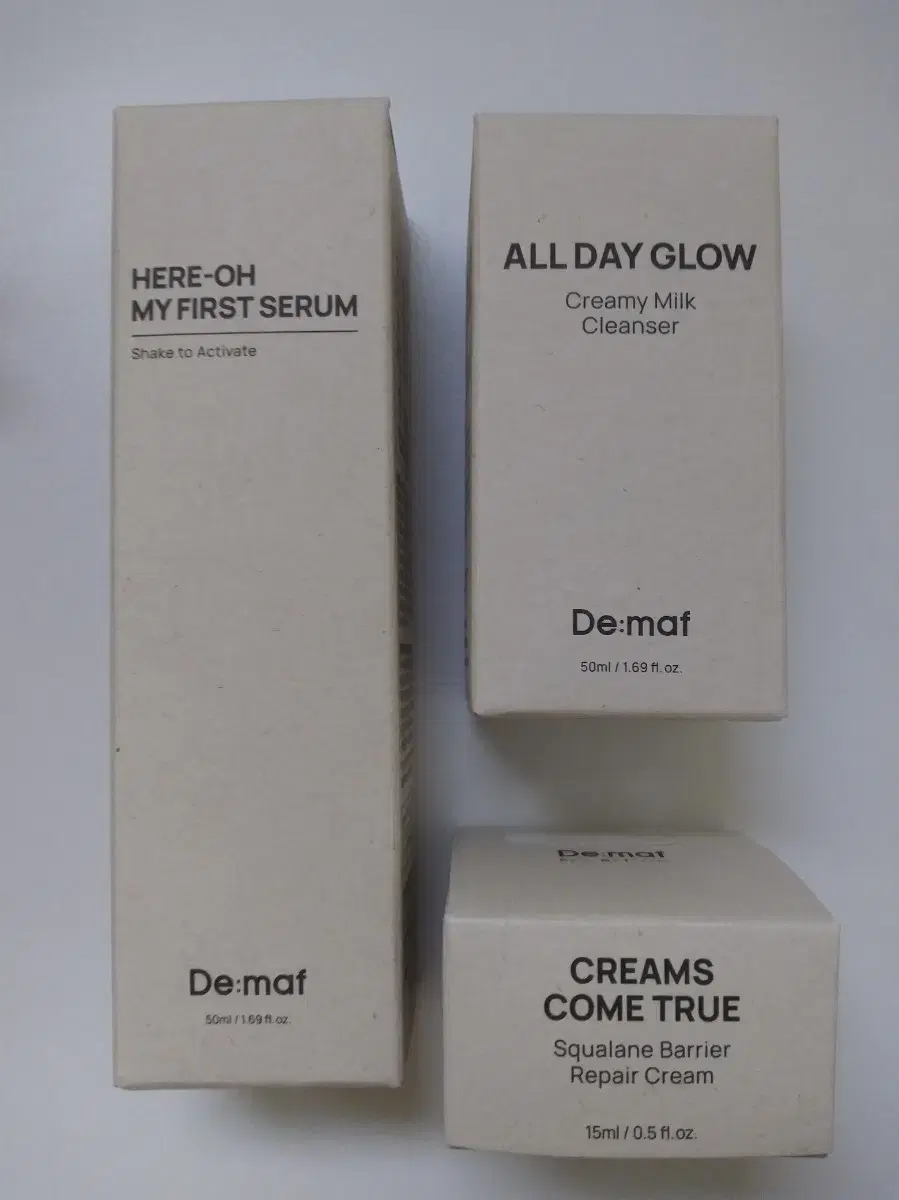 HERE-OH
MY FIRST SERUM
Shake to Activate
De:maf
50ml / 1.69 fl.oz.
ALL DAY GLOW
Creamy Milk
Cleanser
De:maf
50ml / 1.69 fl.oz.
De:maf
CREAMS
COME TRUE
Squalane Barrier
Repair Cream
15ml / 0.5 fl.oz.